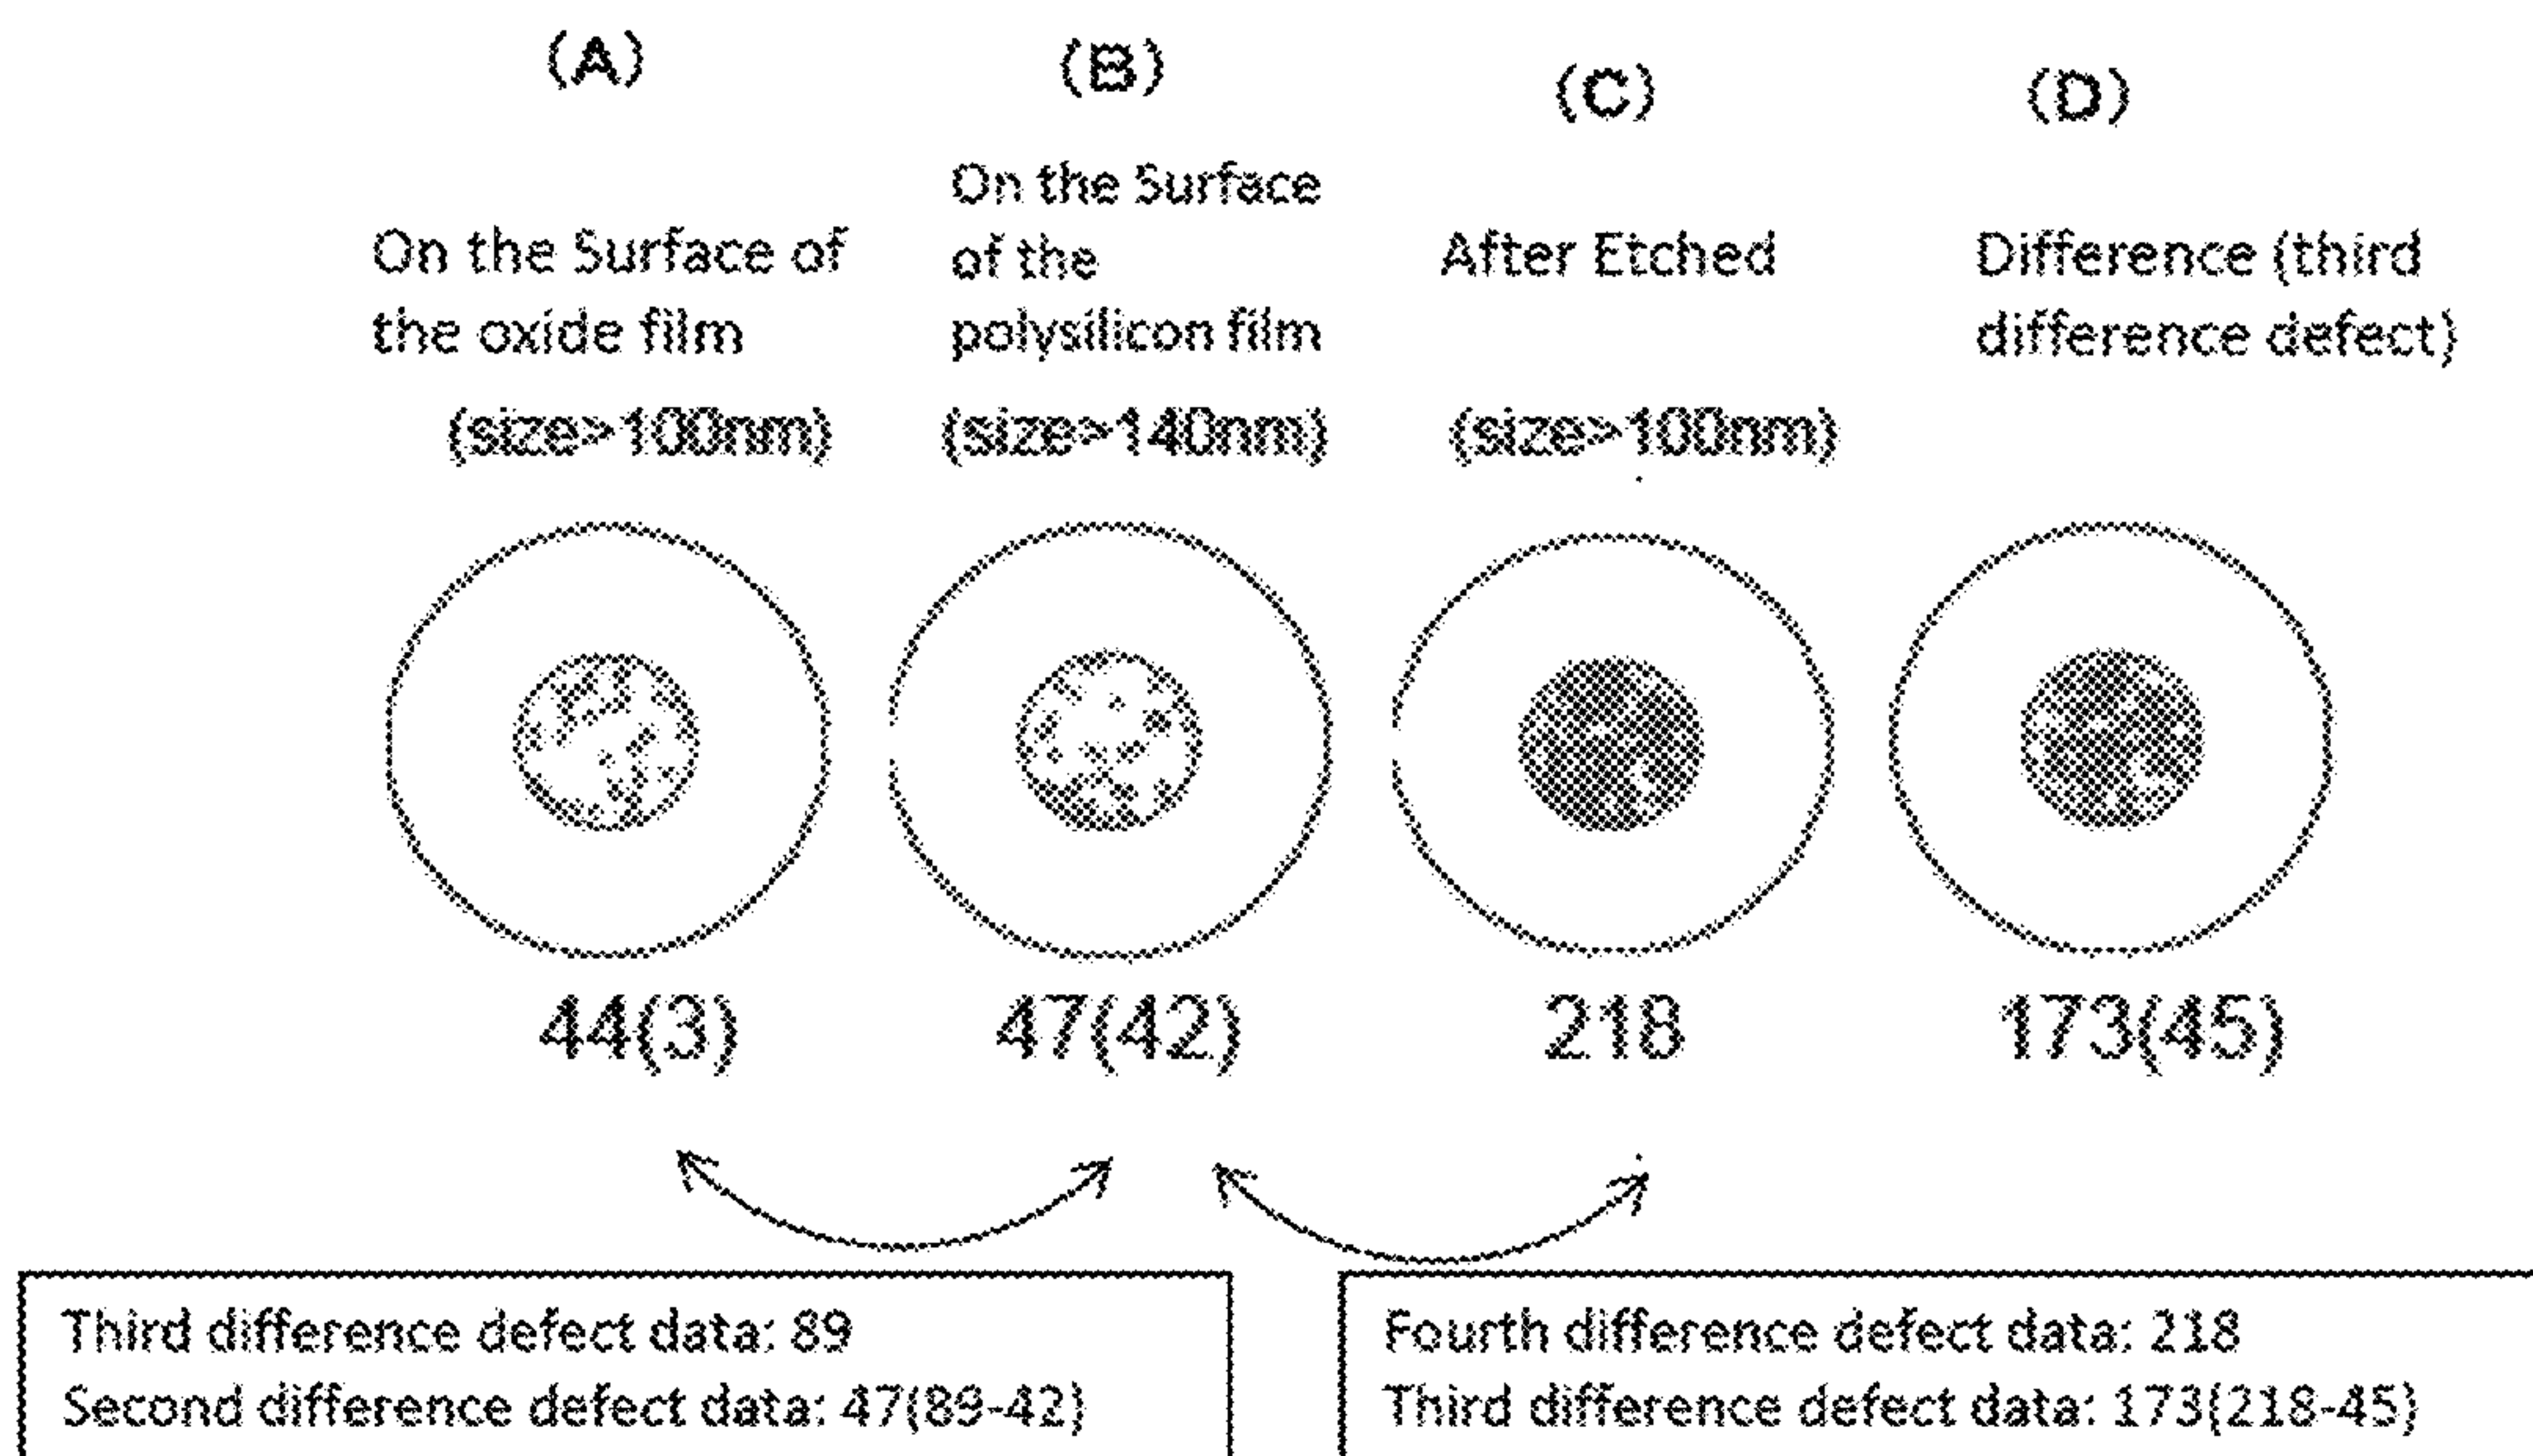 (A)
(B)
(C)
(D)
On the Surface of
the oxide film
(size>100nm)
On the Surface
of the
polysilicon film
(size>140nm)
After Etched
(size>100nm)
Difference (third
difference defect)
44(3)
47(42)
218
173(45)
Third difference defect data: 89
Second difference defect data: 47(89-42)
Fourth difference defect data: 218
Third difference defect data: 173(218-45)